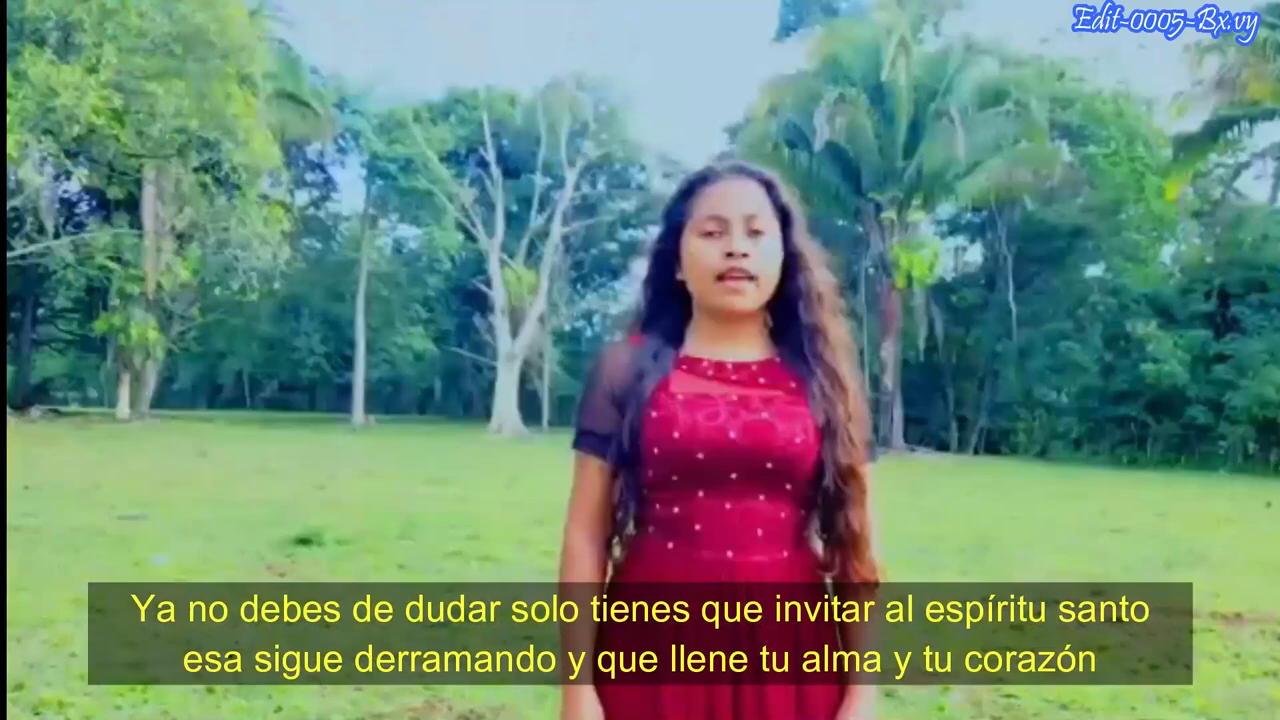 Edit-0005-Bx.vy
Ya no debes de dudar solo tienes que invitar al espíritu santo
esa sigue derramando y que llene tu alma y tu corazón